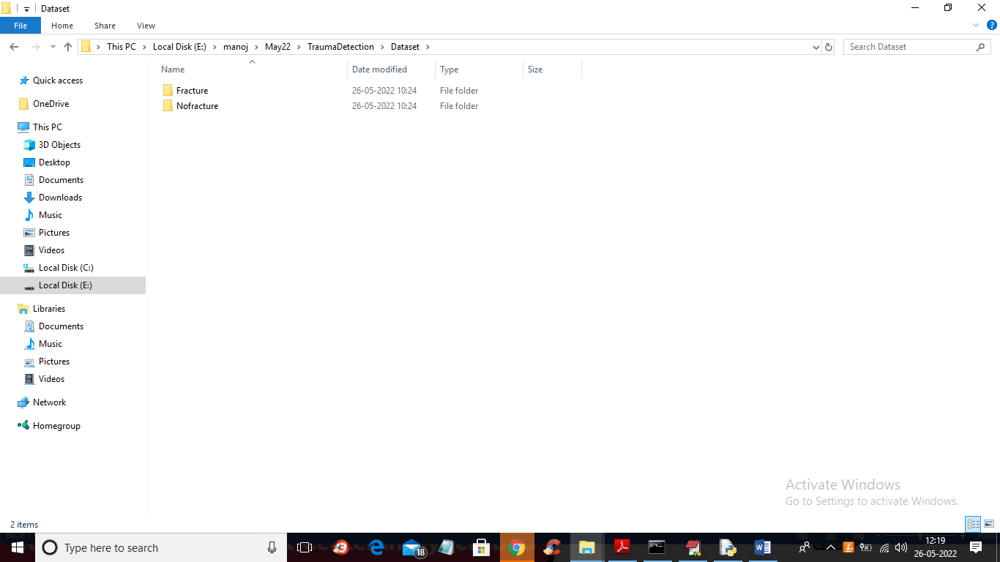 Dataset
File Home Share View
This PC Local Disk (E:) manoj May22 TraumaDetection Dataset
Search Dataset
Name Date modified Type Size
Fracture 26-05-2022 10:24 File folder
Nofracture 26-05-2022 10:24 File folder
Quick access
OneDrive
This PC
3D Objects
Desktop
Documents
Downloads
Music
Pictures
Videos
Local Disk (C:)
Local Disk (E:)
Libraries
Documents
Music
Pictures
Videos
Network
Homegroup
Activate Windows
Go to Settings to activate Windows.
2 items
PAGE 1
100%
Type here to search
18
12:19
26-05-2022